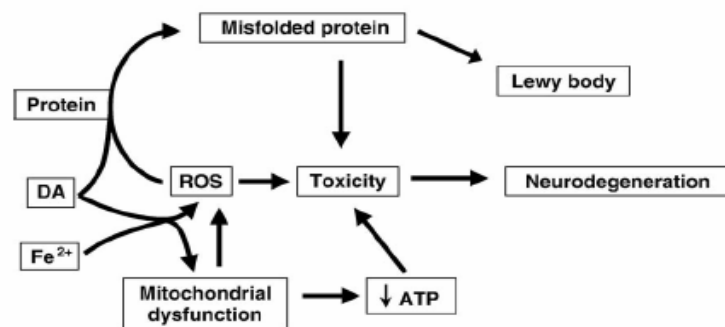 Misfolded protein
Lewy body
Protein
DA
ROS
Toxicity
Neurodegeneration
Fe²⁺
Mitochondrial
dysfunction
↓ ATP